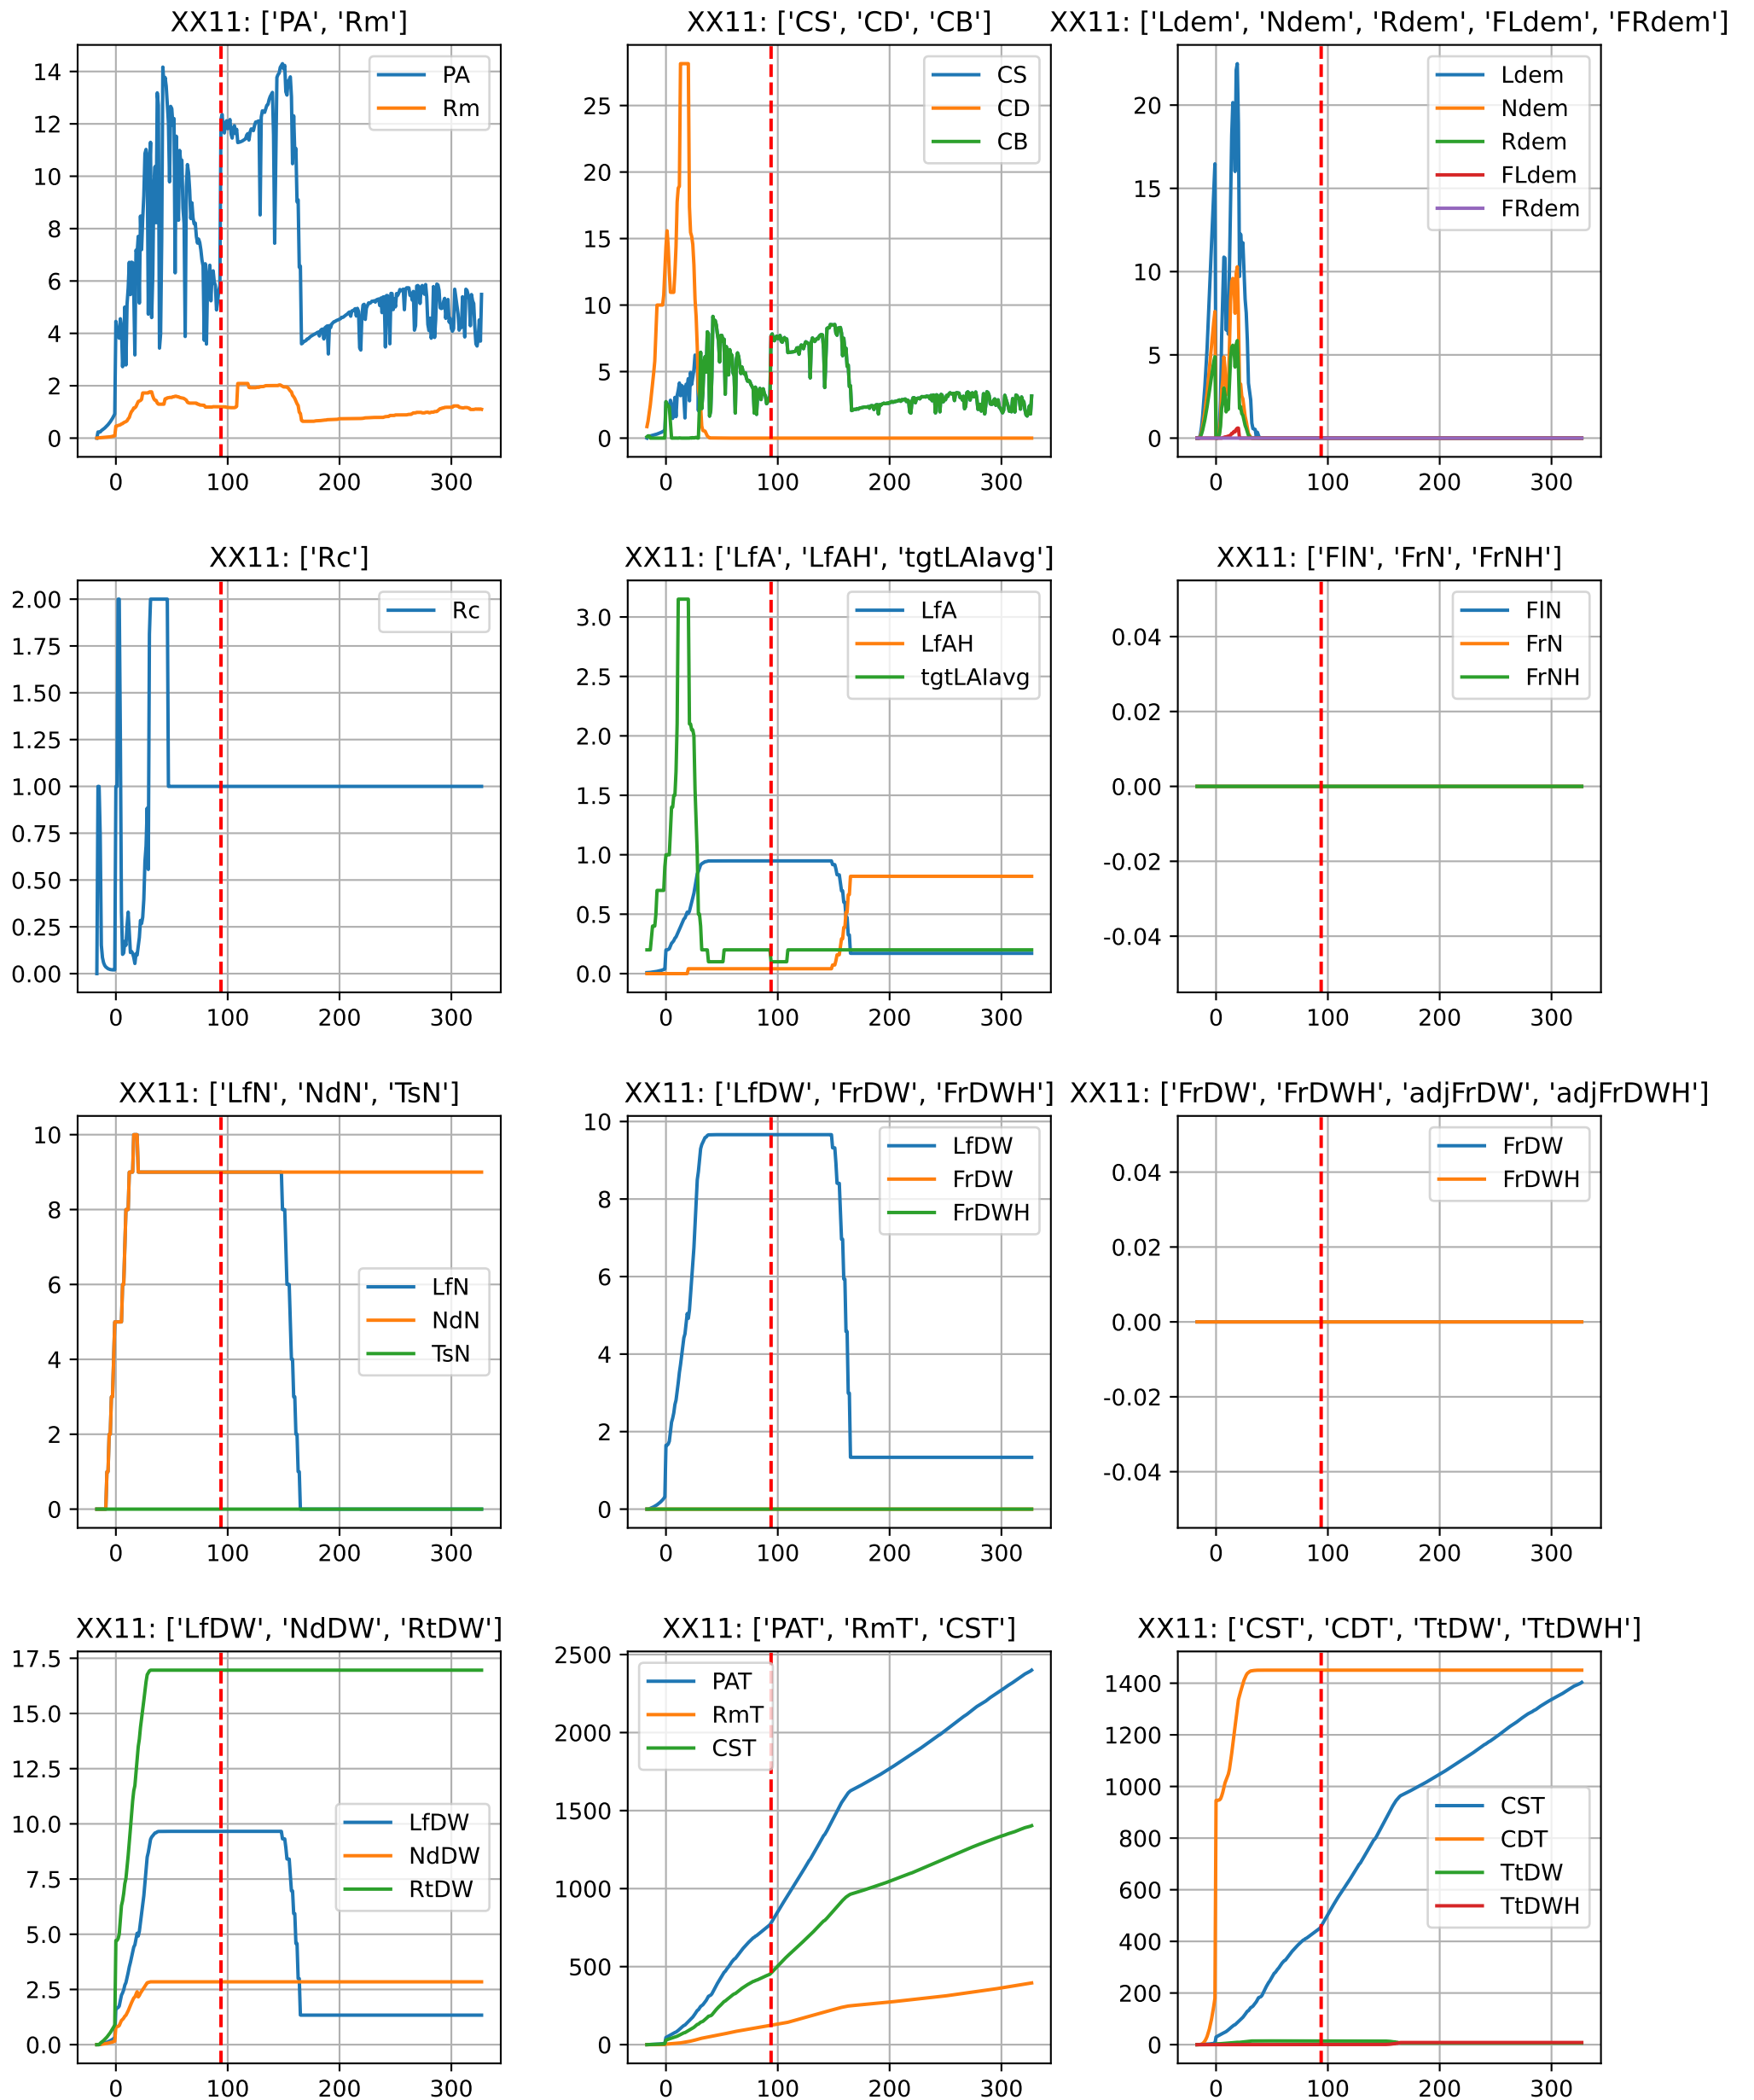 XX11: ['PA', 'Rm']
14
12
10
8
6
4
2
0
0 100 200 300
PA
Rm
XX11: ['CS', 'CD', 'CB']
25
20
15
10
5
0
0 100 200 300
CS
CD
CB
XX11: ['Ldem', 'Ndem', 'Rdem', 'FLdem', 'FRdem']
20
15
10
5
0
0 100 200 300
Ldem
Ndem
Rdem
FLdem
FRdem
XX11: ['Rc']
2.00
1.75
1.50
1.25
1.00
0.75
0.50
0.25
0.00
0 100 200 300
Rc
XX11: ['LfA', 'LfAH', 'tgtLAIavg']
3.0
2.5
2.0
1.5
1.0
0.5
0.0
0 100 200 300
LfA
LfAH
tgtLAIavg
XX11: ['FlN', 'FrN', 'FrNH']
0.04
0.02
0.00
-0.02
-0.04
0 100 200 300
FlN
FrN
FrNH
XX11: ['LfN', 'NdN', 'TsN']
10
8
6
4
2
0
0 100 200 300
LfN
NdN
TsN
XX11: ['LfDW', 'FrDW', 'FrDWH']
10
8
6
4
2
0
0 100 200 300
LfDW
FrDW
FrDWH
XX11: ['FrDW', 'FrDWH', 'adjFrDW', 'adjFrDWH']
0.04
0.02
0.00
-0.02
-0.04
0 100 200 300
FrDW
FrDWH
XX11: ['LfDW', 'NdDW', 'RtDW']
17.5
15.0
12.5
10.0
7.5
5.0
2.5
0.0
0 100 200 300
LfDW
NdDW
RtDW
XX11: ['PAT', 'RmT', 'CST']
2500
2000
1500
1000
500
0
0 100 200 300
PAT
RmT
CST
XX11: ['CST', 'CDT', 'TtDW', 'TtDWH']
1400
1200
1000
800
600
400
200
0
0 100 200 300
CST
CDT
TtDW
TtDWH